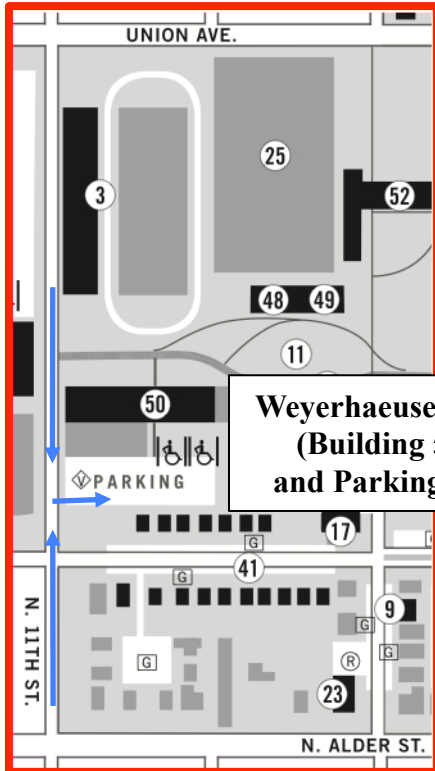 UNION AVE.
3
25
52
48
49
11
50
Weyerhaeuse
(Building
and Parking
V PARKING
17
G
G
41
9
G
G
G
R
23
N. 11TH ST.
N. ALDER ST.